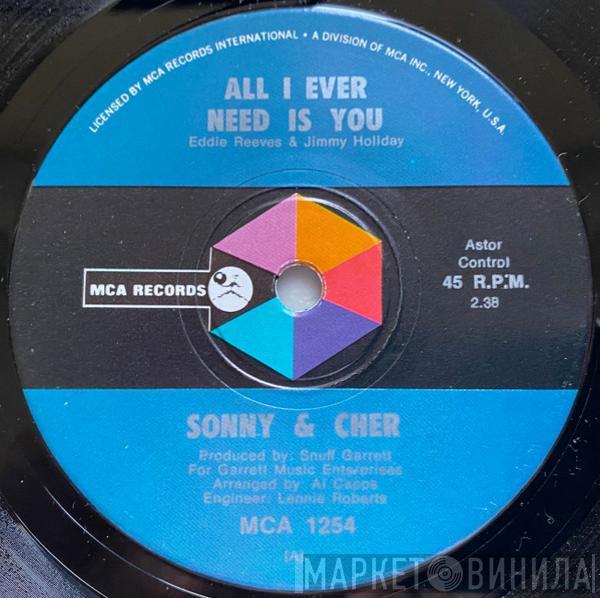 LICENSED BY MCA RECORDS INTERNATIONAL • A DIVISION OF MCA INC., NEW YORK, U.S.A.
ALL I EVER
NEED IS YOU
Eddie Reeves & Jimmy Holiday
MCA RECORDS
Astor
Control
45 R.P.M.
2.38
SONNY & CHER
Produced by: Snuff Garrett
For Garrett Music Enterprises
Arranged by: Al Capps
Engineer: Lennie Roberts
MCA 1254
(A)
МАРКЕТ ВИНИЛА